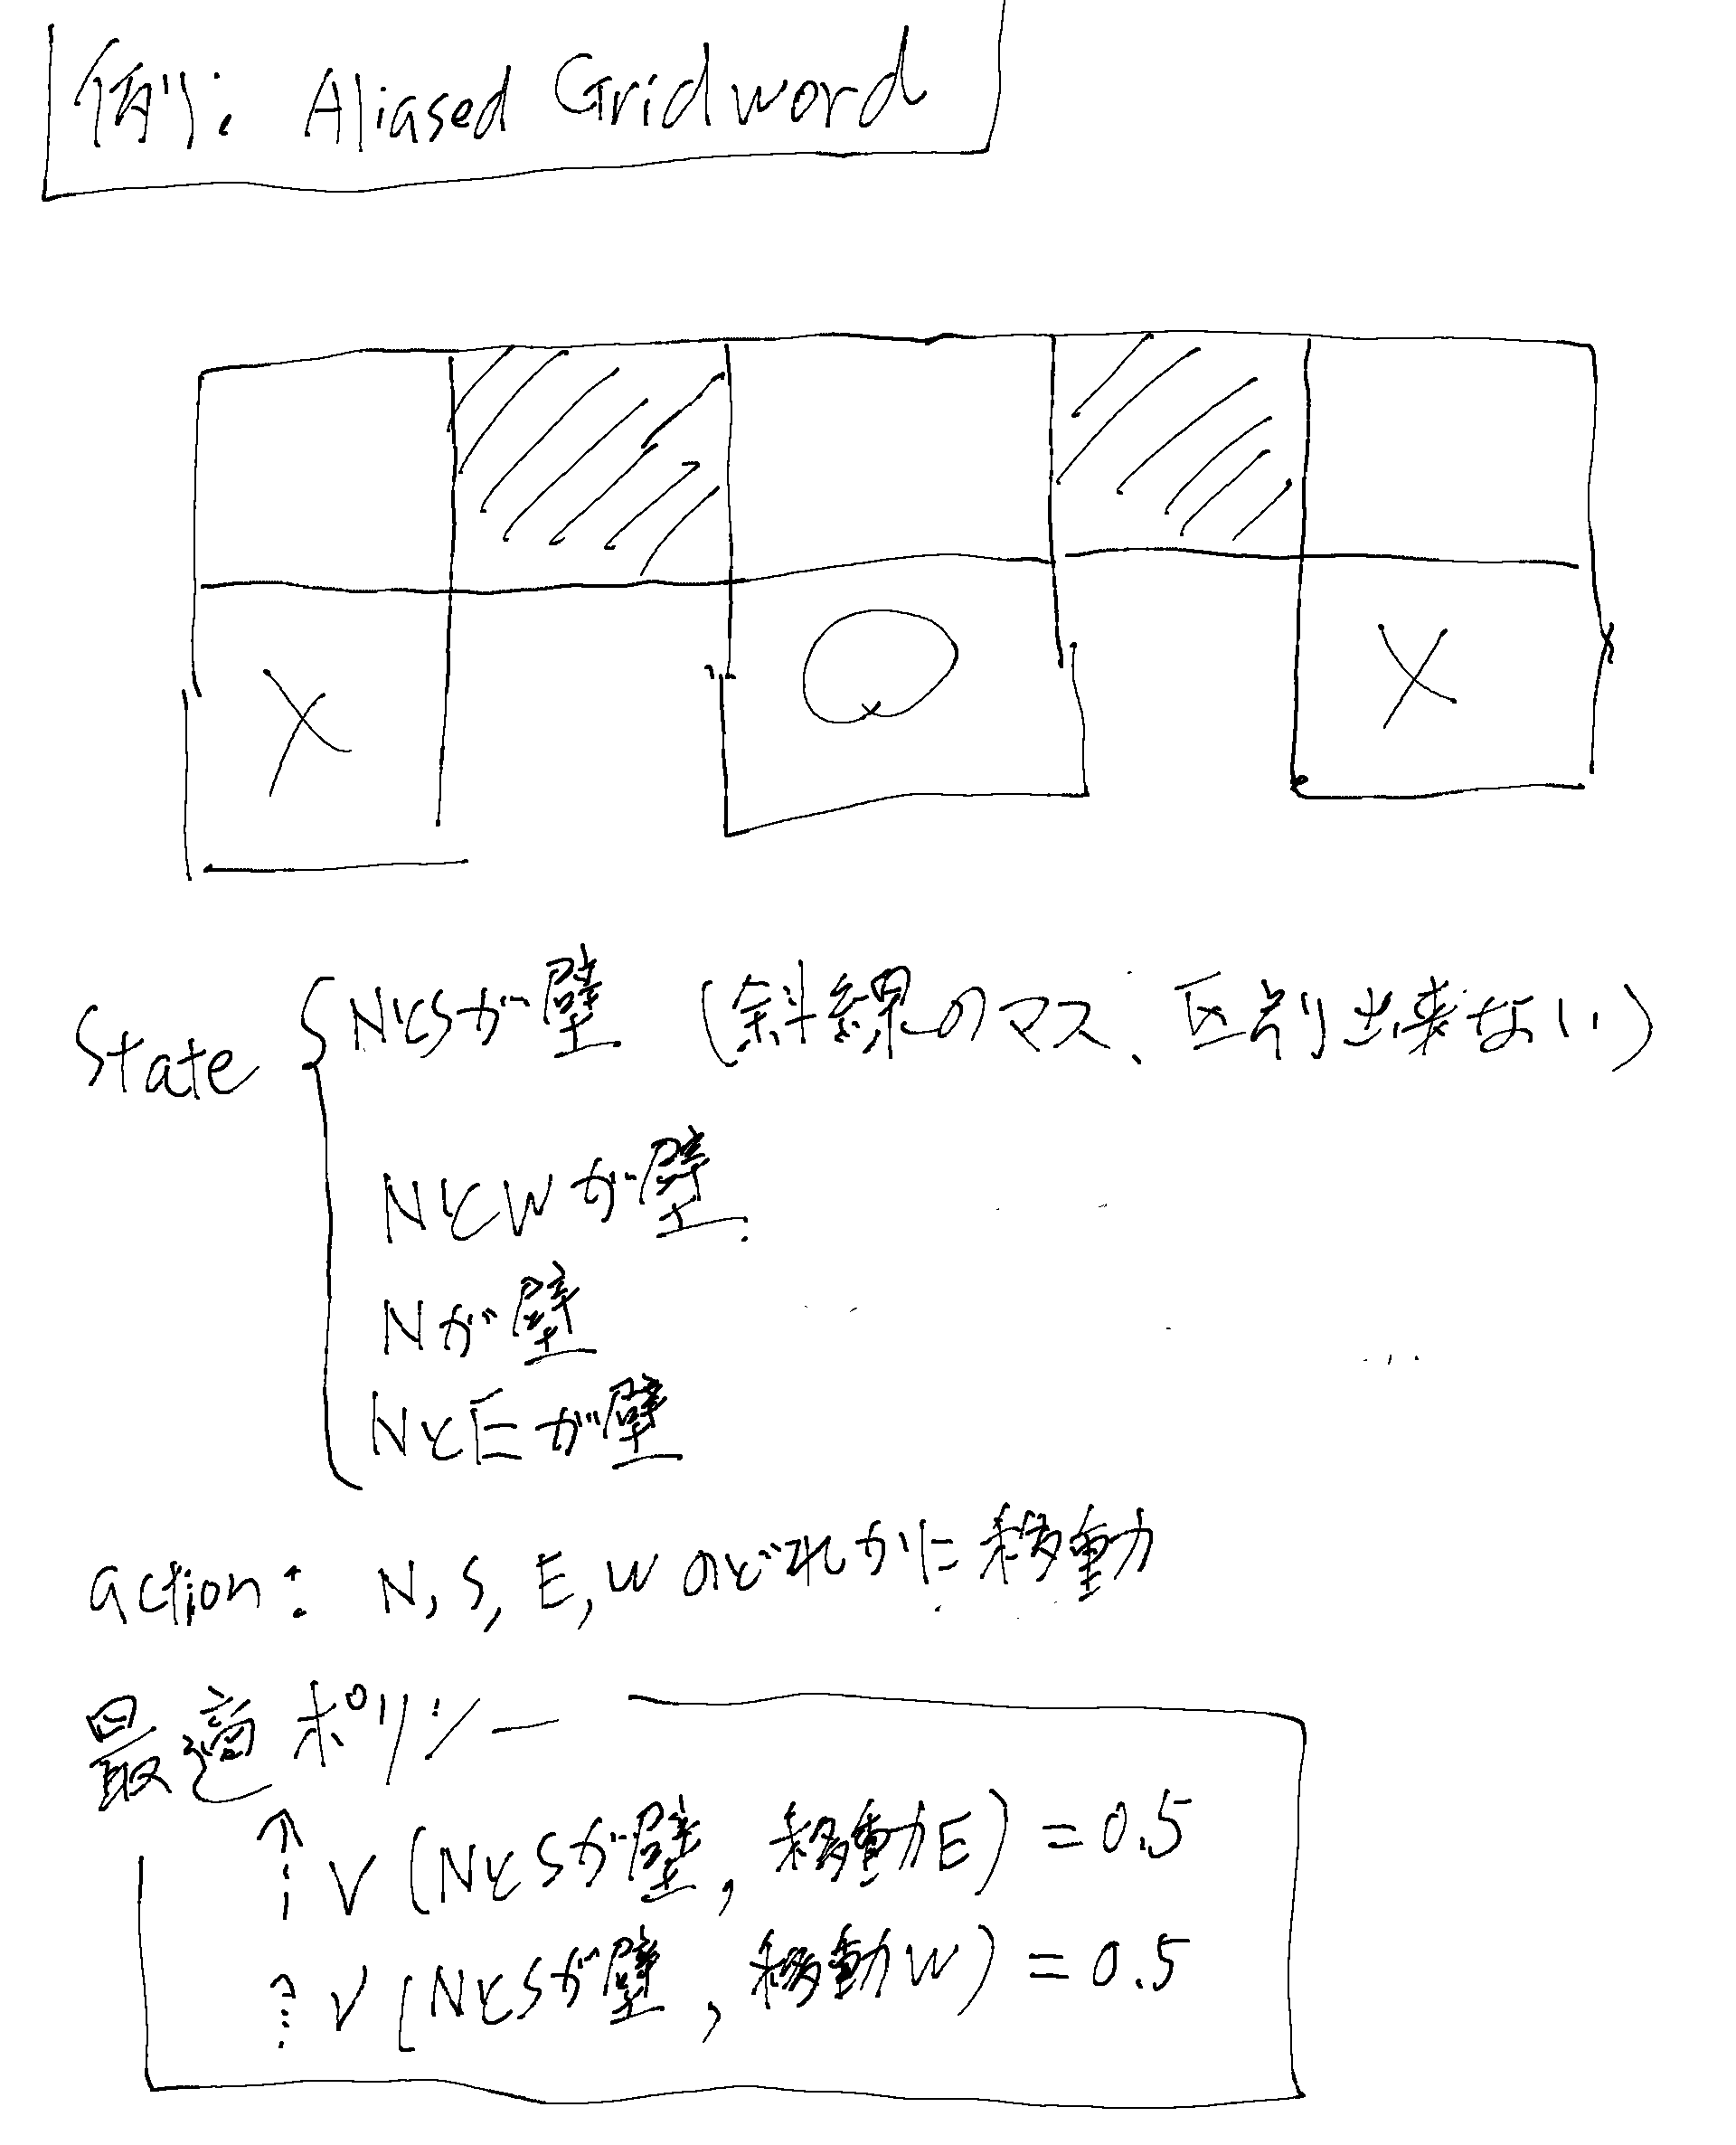 例: Aliased Gridword
X ○ X
State { NとSが壁 (斜線のマス、区別出来ない)
NとWが壁.
Nが壁
NとEが壁
action: N, S, E, W のどれかに移動
最適ポリシー
↑ V (NとSが壁, 移動E) = 0.5
↑ V (NとSが壁, 移動W) = 0.5